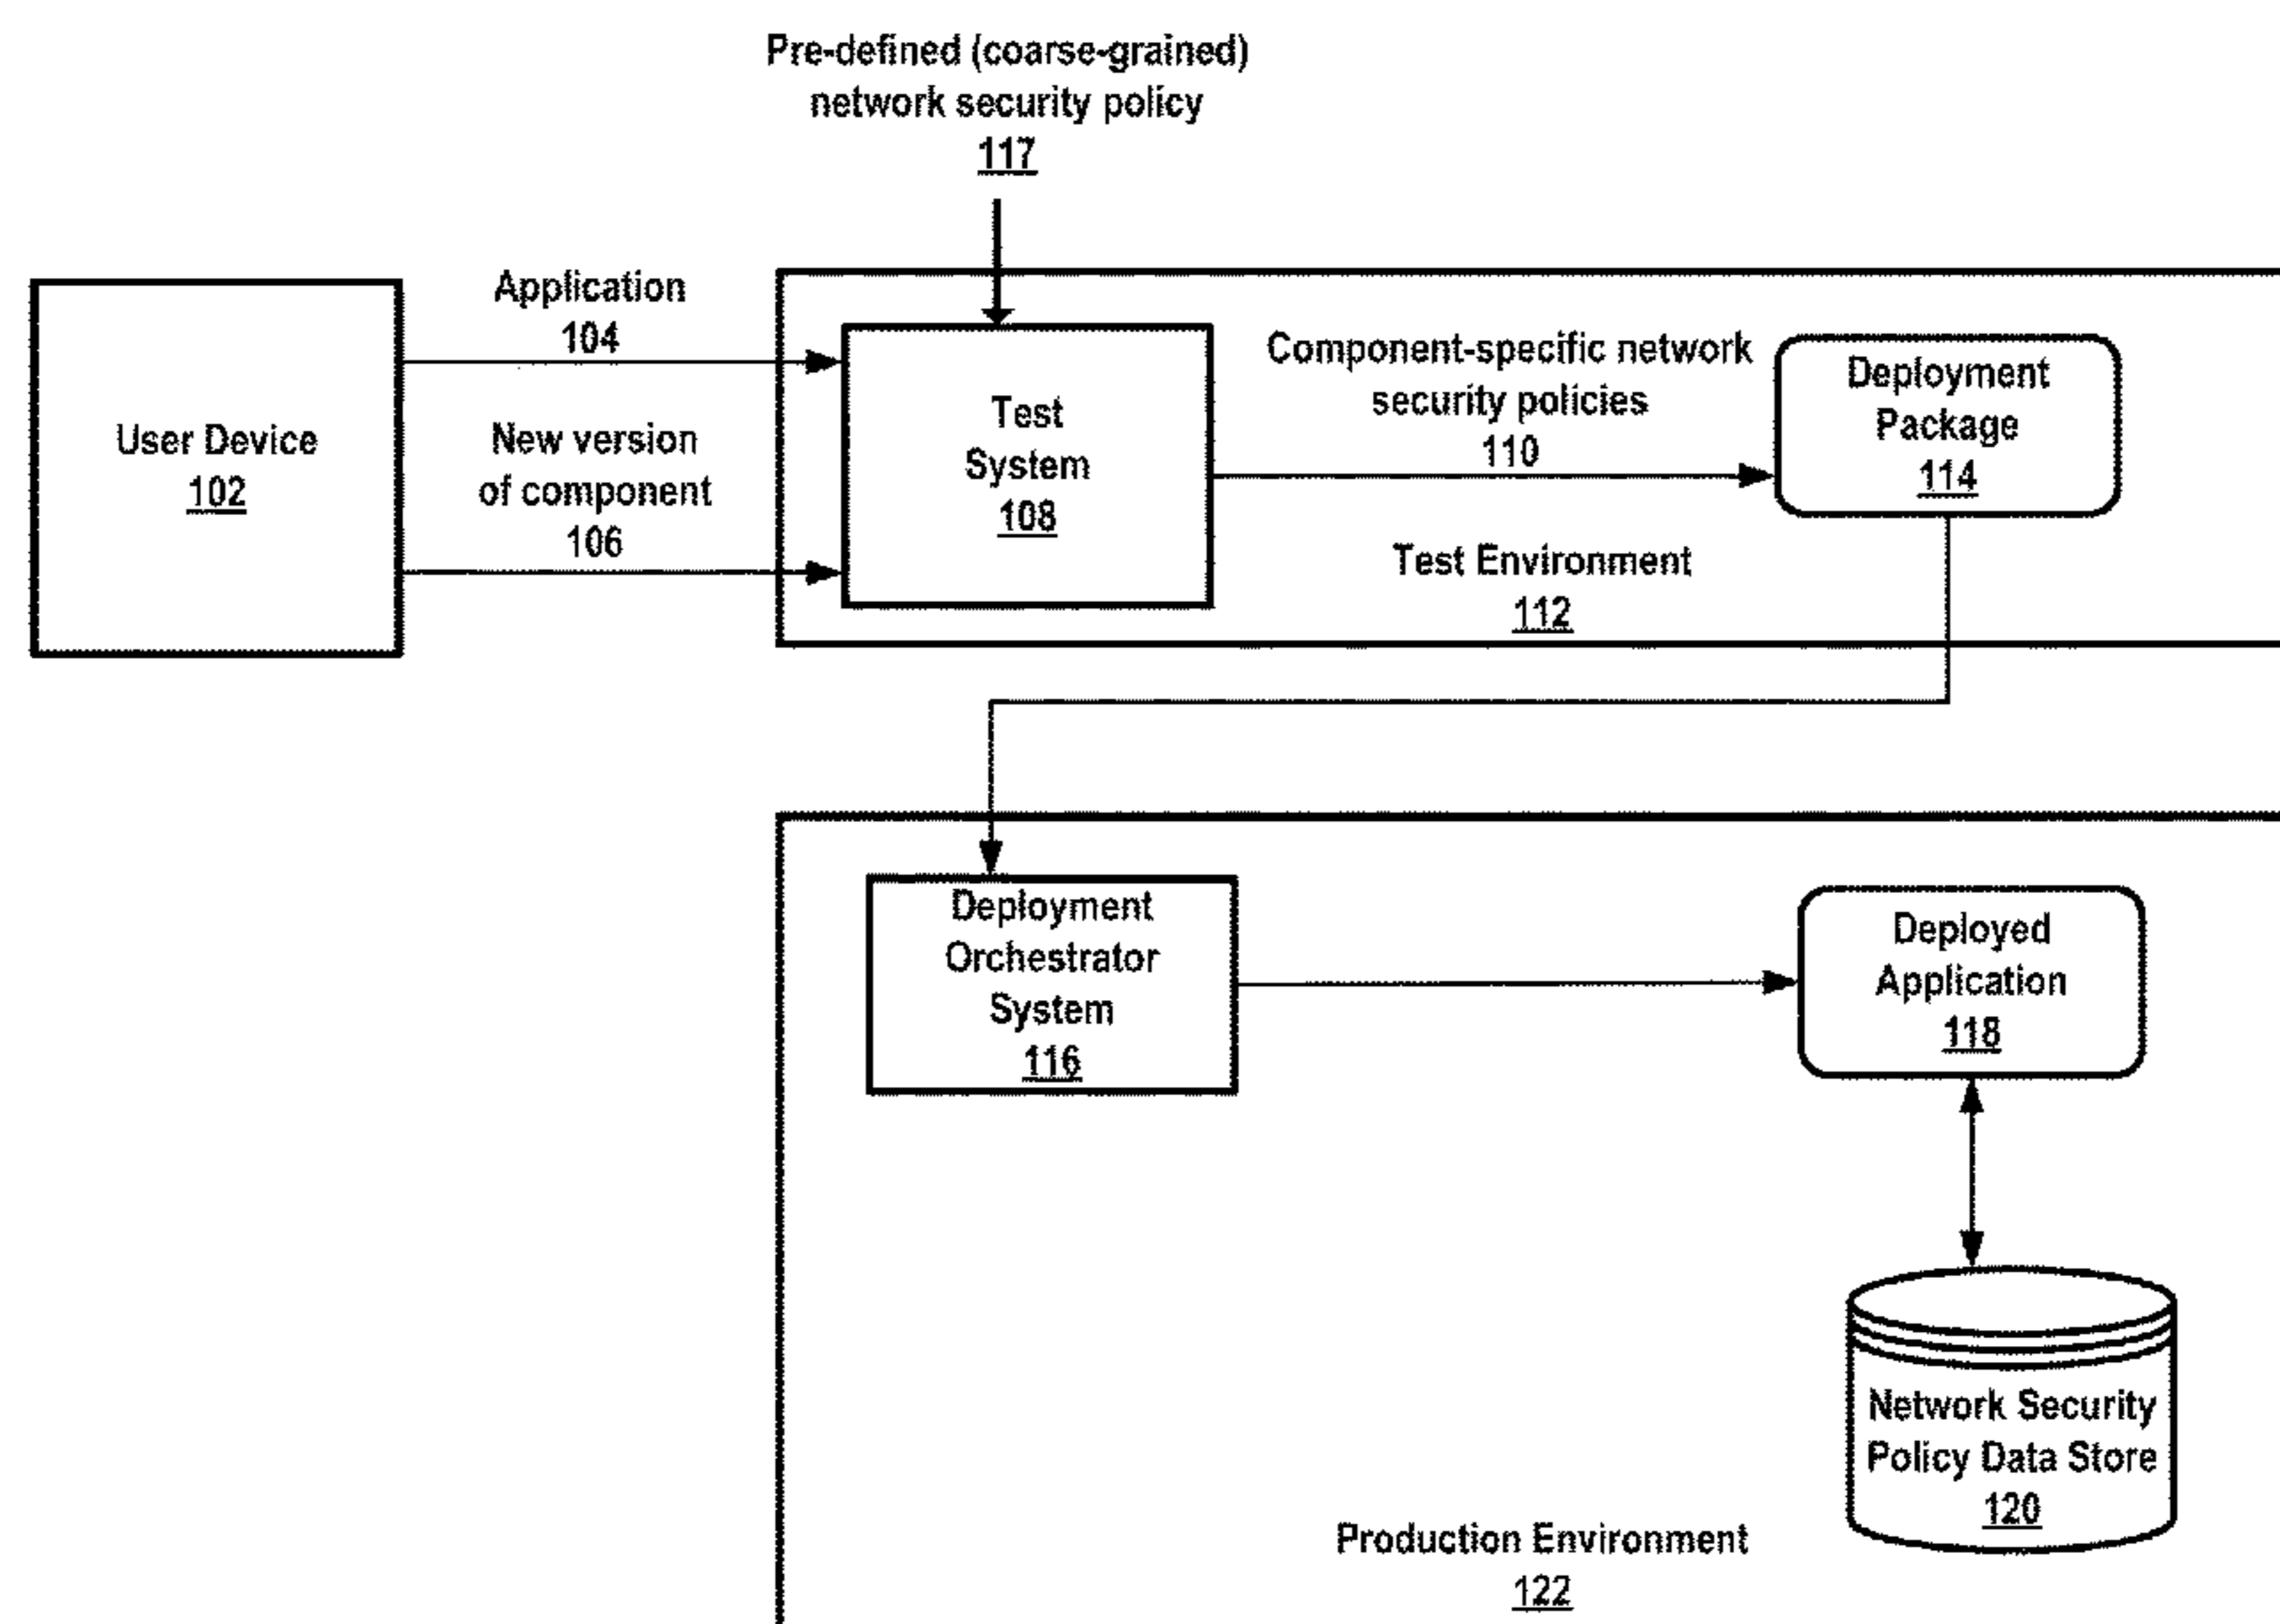 Pre-defined (coarse-grained)
network security policy
117
User Device
102
Application
104
New version
of component
106
Test
System
108
Component-specific network
security policies
110
Deployment
Package
114
Test Environment
112
Deployment
Orchestrator
System
116
Deployed
Application
118
Network Security
Policy Data Store
120
Production Environment
122